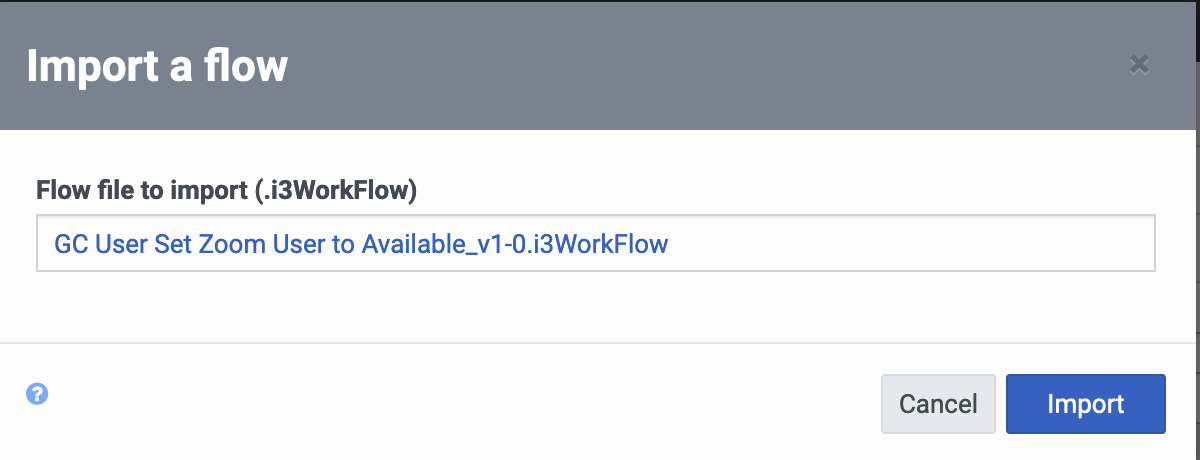 Import a flow
Flow file to import (.i3WorkFlow)
GC User Set Zoom User to Available_v1-0.i3WorkFlow
?
Cancel
Import